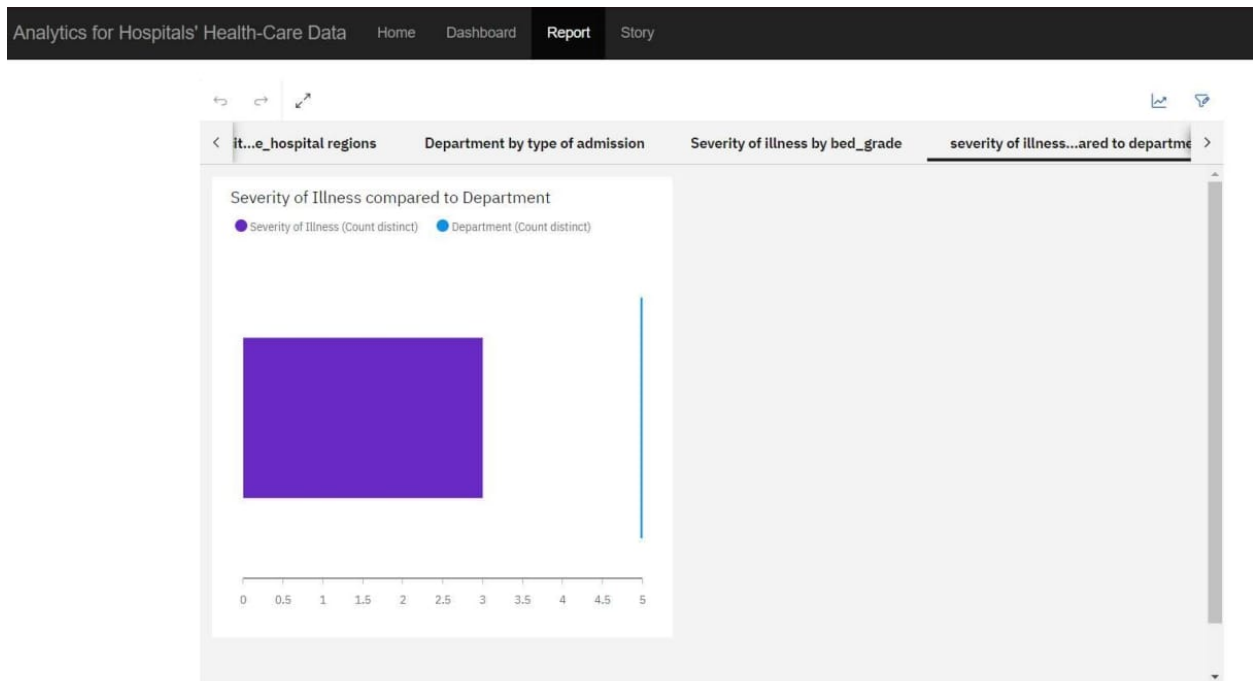 Analytics for Hospitals' Health-Care Data Home Dashboard Report Story
it...e_hospital regions Department by type of admission Severity of illness by bed_grade severity of illness...ared to departme
Severity of Illness compared to Department
Severity of Illness (Count distinct) Department (Count distinct)
0 0.5 1 1.5 2 2.5 3 3.5 4 4.5 5